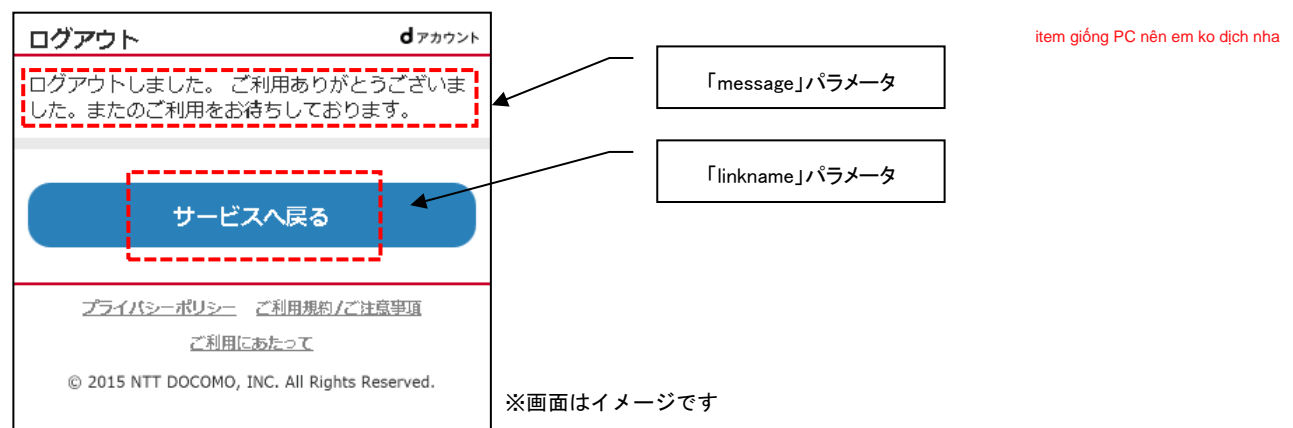 ログアウト
dアカウント
item giống PC nên em ko dịch nha
ログアウトしました。 ご利用ありがとうございま
した。またのご利用をお待ちしております。
「message」パラメータ
「linkname」パラメータ
サービスへ戻る
プライバシーポリシー ご利用規約/ご注意事項
ご利用にあたって
© 2015 NTT DOCOMO, INC. All Rights Reserved.
※画面はイメージです